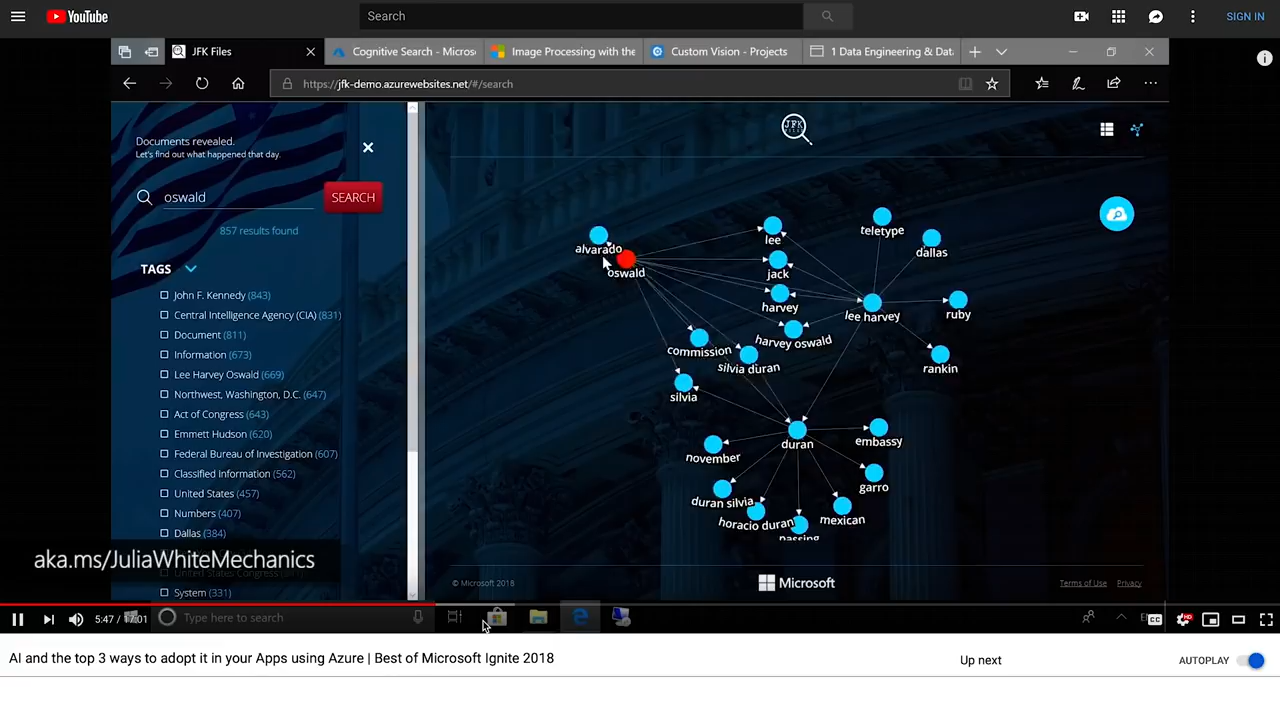 YouTube
Search
SIGN IN
JFK Files
Cognitive Search - Micros
Image Processing with the
Custom Vision - Projects
1 Data Engineering & Dat
https://jfk-demo.azurewebsites.net/#/search
Documents revealed.
Let's find out what happened that day.
oswald
SEARCH
857 results found
TAGS
John F. Kennedy (843)
Central Intelligence Agency (CIA) (831)
Document (811)
Information (673)
Lee Harvey Oswald (669)
Northwest, Washington, D.C. (647)
Act of Congress (643)
Emmett Hudson (620)
Federal Bureau of Investigation (607)
Classified Information (562)
United States (457)
Numbers (407)
Dallas (384)
aka.ms/JuliaWhiteMechanics
System (331)
JFK
alvarado
oswald
lee
jack
harvey
harvey oswald
teletype
dallas
lee harvey
ruby
rankin
commission
silvia duran
silvia
duran
embassy
november
garro
duran silvia
horacio duran
mexican
passing
© Microsoft 2018
Microsoft
Terms of Use
Privacy
5:47 / 17:01
Type here to search
CC
HD
AI and the top 3 ways to adopt it in your Apps using Azure | Best of Microsoft Ignite 2018
Up next
AUTOPLAY